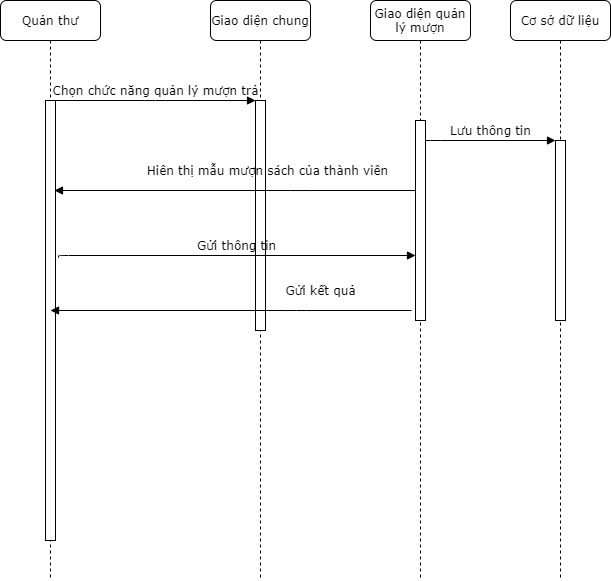 Quản thư
Giao diện chung
Giao diện quản
lý mượn
Cơ sở dữ liệu
Chọn chức năng quản lý mượn trả
Lưu thông tin
Hiên thị mẫu mượn sách của thành viên
Gửi thông tin
Gửi kết quả